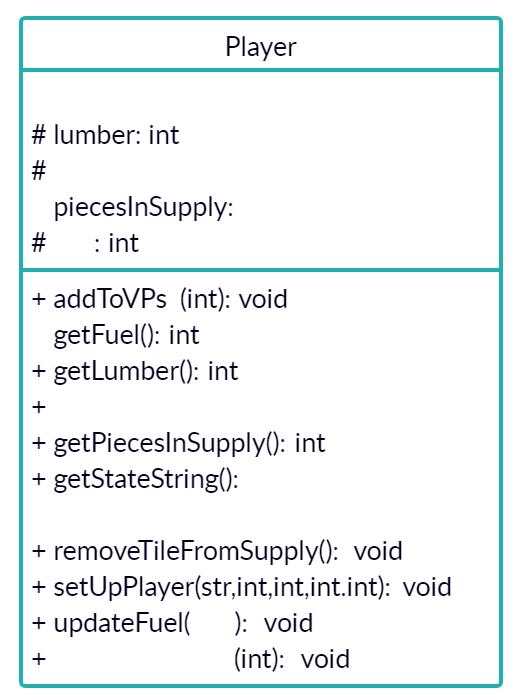 Player
# lumber: int
#
piecesInSupply:
# : int
+ addToVPs (int): void
getFuel(): int
+ getLumber(): int
+
+ getPiecesInSupply(): int
+ getStateString():
+ removeTileFromSupply(): void
+ setUpPlayer(str,int,int,int.int): void
+ updateFuel( ): void
+ (int): void